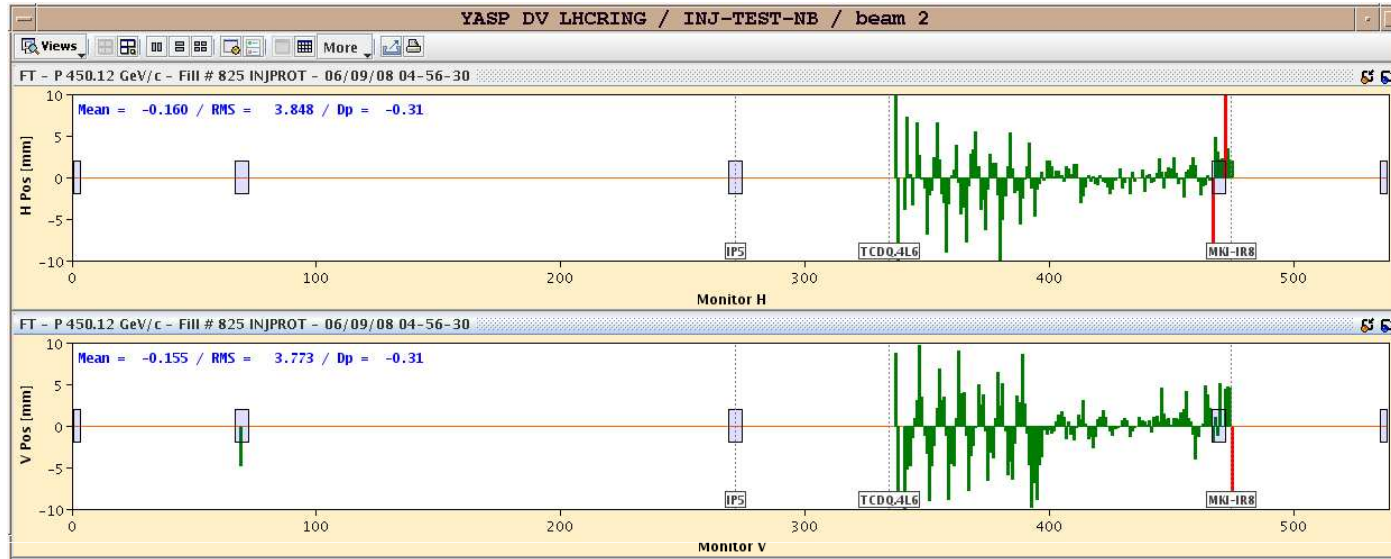 YASP DV LHCRING / INJ-TEST-NB / beam 2
Views More
FT - P 450.12 GeV/c - Fill # 825 INJPROT - 06/09/08 04-56-30
Mean = -0.160 / RMS = 3.848 / Dp = -0.31
H Pos [mm]
10
5
0
-5
-10
IP5 TCDQ.4L6 MKI-IR8
0 100 200 300 400 500
Monitor H
FT - P 450.12 GeV/c - Fill # 825 INJPROT - 06/09/08 04-56-30
Mean = -0.155 / RMS = 3.773 / Dp = -0.31
V Pos [mm]
10
5
0
-5
-10
IP5 TCDQ.4L6 MKI-IR8
0 100 200 300 400 500
Monitor V